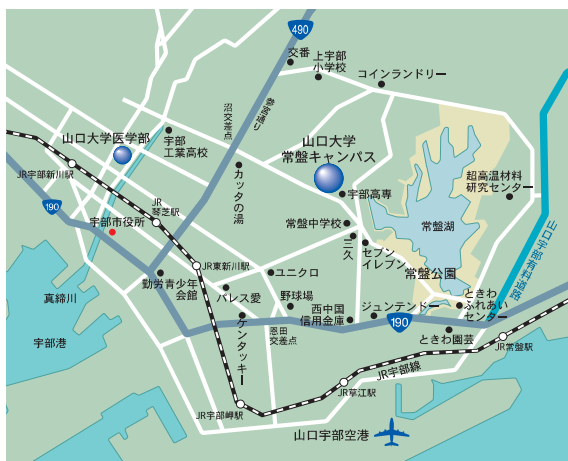 490
交番
上宇部
小学校
コインランドリー
参宮通り
沼交差点
山口大学医学部
宇部
工業高校
山口大学
常盤キャンパス
カッタの湯
宇部高専
超高温材料
研究センター
JR宇部新川駅
190
JR
琴芝駅
宇部市役所
常盤中学校
常盤湖
三久
セブン
イレブン
山口宇部有料道路
JR東新川駅
ユニクロ
常盤公園
勤労青少年
会館
パレス愛
野球場
西中国
信用金庫
ジュンテンドー
ときわ
ふれあい
センター
真締川
ケンタッキー
恩田
交差点
190
ときわ園芸
宇部港
JR宇部線
JR常盤駅
JR草江駅
JR宇部岬駅
山口宇部空港